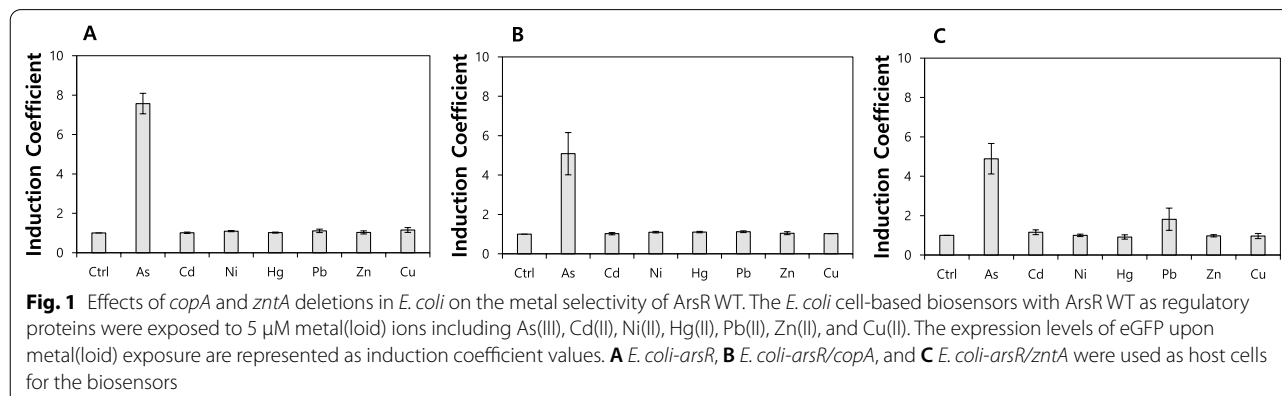 A
B
C
Induction Coefficient
10
8
6
4
2
0
Ctrl As Cd Ni Hg Pb Zn Cu
Induction Coefficient
10
8
6
4
2
0
Ctrl As Cd Ni Hg Pb Zn Cu
Induction Coefficient
10
8
6
4
2
0
Ctrl As Cd Ni Hg Pb Zn Cu
Fig. 1 Effects of copA and zntA deletions in E. coli on the metal selectivity of ArsR WT. The E. coli cell-based biosensors with ArsR WT as regulatory
proteins were exposed to 5 μM metal(loid) ions including As(III), Cd(II), Ni(II), Hg(II), Pb(II), Zn(II), and Cu(II). The expression levels of eGFP upon
metal(loid) exposure are represented as induction coefficient values. A E. coli-arsR, B E. coli-arsR/copA, and C E. coli-arsR/zntA were used as host cells
for the biosensors